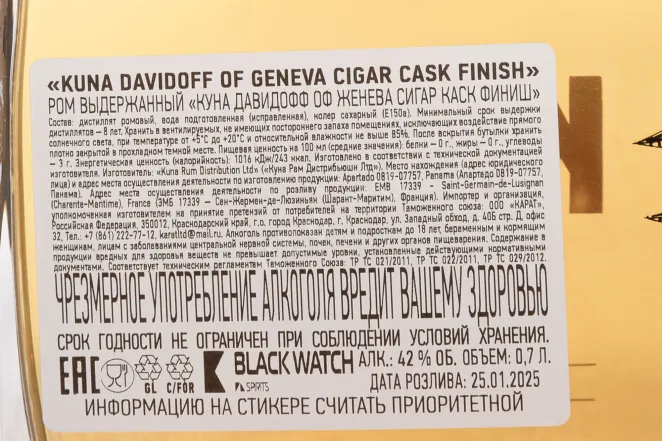 «KUNA DAVIDOFF OF GENEVA CIGAR CASK FINISH»
РОМ ВЫДЕРЖАННЫЙ «КУНА ДАВИДОФФ ОФ ЖЕНЕВА СИГАР КАСК ФИНИШ»
Состав: дистиллят ромовый, вода подготовленная (исправленная), колер сахарный (E150a). Минимальный срок выдержки
дистиллятов – 8 лет. Хранить в вентилируемых, не имеющих постороннего запаха помещениях, исключающих воздействие прямого
солнечного света, при температуре от +5°C до +20°C и относительной влажности не выше 85%. После вскрытия бутылки хранить
плотно закрытой в прохладном темной месте. Пищевая ценность на 100 мл (средние значения): белки – 0 г., жиры – 0 г., углеводы
– 3 г. Энергетическая ценность (калорийность): 1016 кДж/243 ккал. Изготовлено в соответствии с технической документацией
изготовителя. Изготовитель: «Kuna Rum Distribution Ltd» («Куна Рам Дистрибьюшн Лтд»). Место нахождения (адрес юридического
лица) и адрес места осуществления деятельности по изготовлению продукции: Apartado 0819-07757, Panama (Апартадо 0819-07757,
Панама). Адрес места осуществления деятельности по розливу продукции: EMB 17339 - Saint-Germain-de-Lusignan
(Charente-Maritime), France (ЭМБ 17339 – Сен-Жермен-де-Люзиньян (Шарант-Маритим), Франция). Импортер и организация,
уполномоченная изготовителем на принятие претензий от потребителей на территории Таможенного союза: ООО «КАРАТ»,
Российская Федерация, 350012, Краснодарский край, г.о. город Краснодар, г. Краснодар, ул. Западный обход, д. 40Б стр. Д, офис
32, Тел.: +7 (861) 222-77-12, karatltd@mail.ru. Алкоголь противопоказан детям и подросткам до 18 лет, беременным и кормящим
женщинам, лицам с заболеваниями центральной нервной системы, почек, печени и других органов пищеварения. Содержание в
продукции вредных для здоровья веществ не превышает допустимые уровни, установленные действующими нормативными
документами. Соответствует техническим регламентам Таможенного Союза: ТР ТС 021/2011, ТР ТС 022/2011, ТР ТС 029/2012.
ЧРЕЗМЕРНОЕ УПОТРЕБЛЕНИЕ АЛКОГОЛЯ ВРЕДИТ ВАШЕМУ ЗДОРОВЬЮ
СРОК ГОДНОСТИ НЕ ОГРАНИЧЕН ПРИ СОБЛЮДЕНИИ УСЛОВИЙ ХРАНЕНИЯ.
EAC GL C/FOR BLACK WATCH SPIRITS АЛК.: 42 % ОБ. ОБЪЕМ: 0,7 Л.
ДАТА РОЗЛИВА: 25.01.2025
ИНФОРМАЦИЮ НА СТИКЕРЕ СЧИТАТЬ ПРИОРИТЕТНОЙ
N